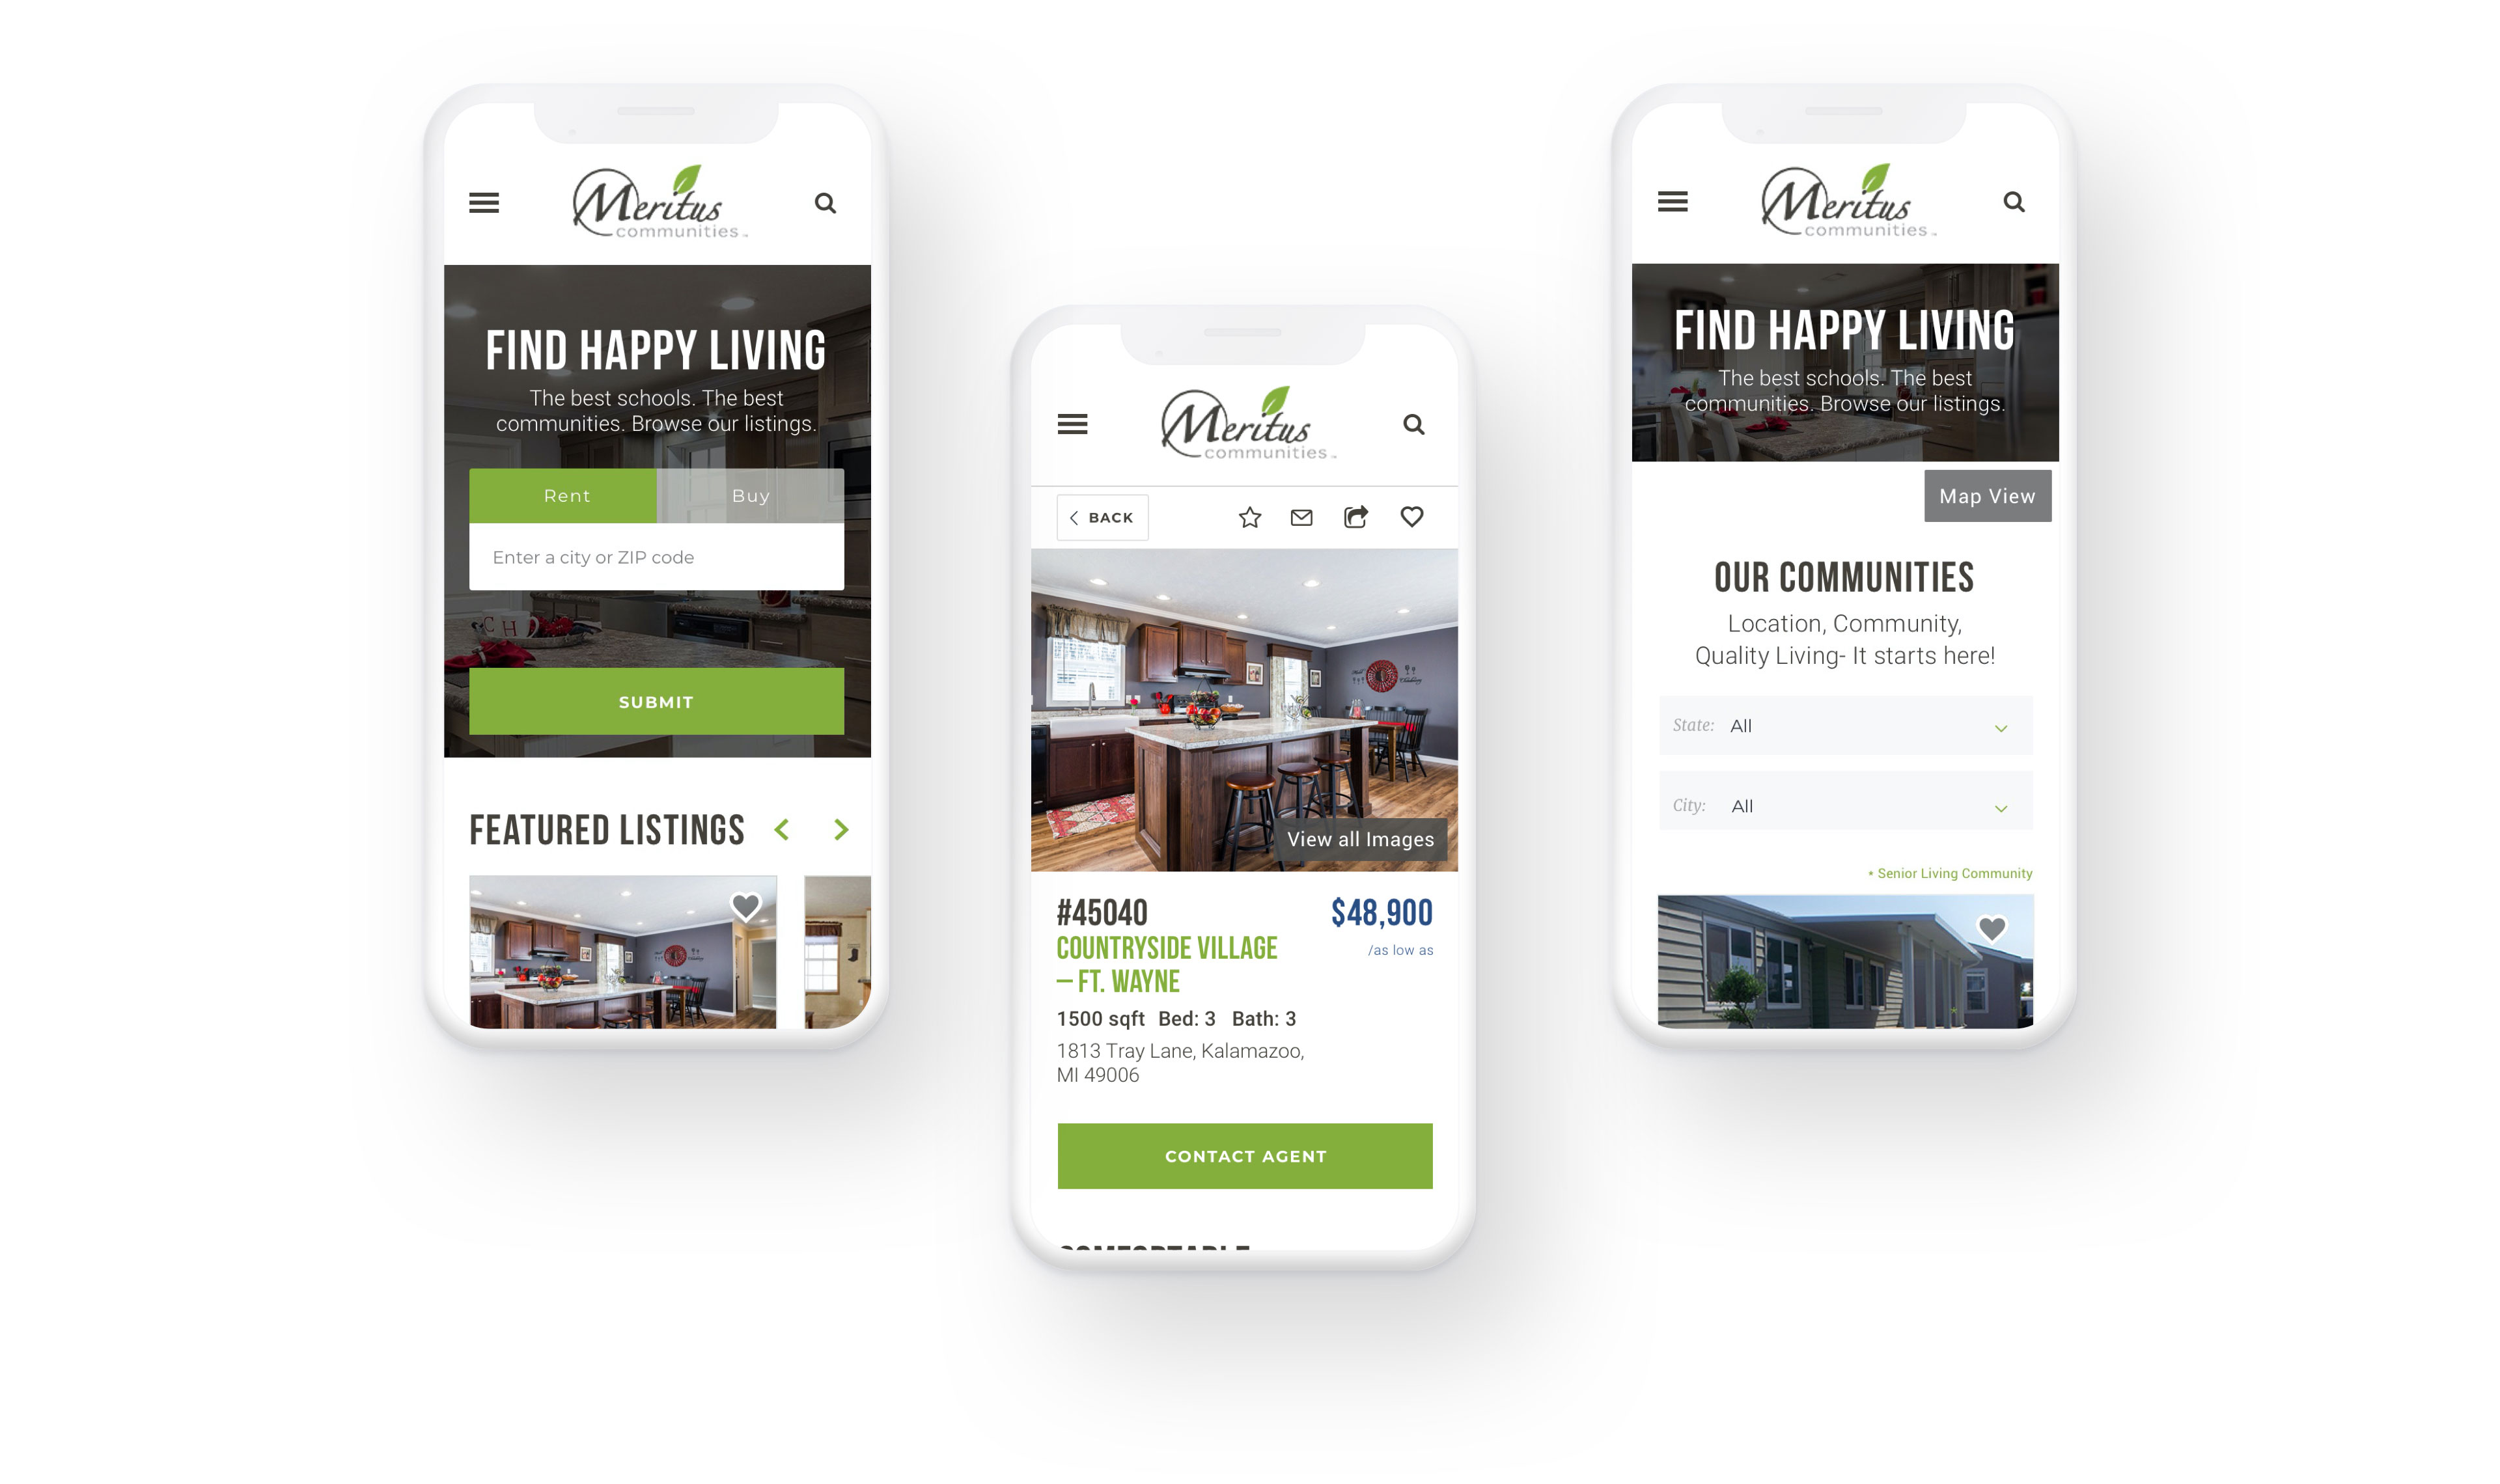 Meritus
communities
FIND HAPPY LIVING
The best schools. The best
communities. Browse our listings.
Rent
Buy
Enter a city or ZIP code
C H
SUBMIT
FEATURED LISTINGS
Meritus
communities
BACK
View all Images
#45040
$48,900
COUNTRYSIDE VILLAGE
/as low as
– FT. WAYNE
1500 sqft Bed: 3 Bath: 3
1813 Tray Lane, Kalamazoo,
MI 49006
CONTACT AGENT
COMFORTABLE
Meritus
communities
FIND HAPPY LIVING
The best schools. The best
communities. Browse our listings.
Map View
OUR COMMUNITIES
Location, Community,
Quality Living- It starts here!
State: All
City: All
* Senior Living Community